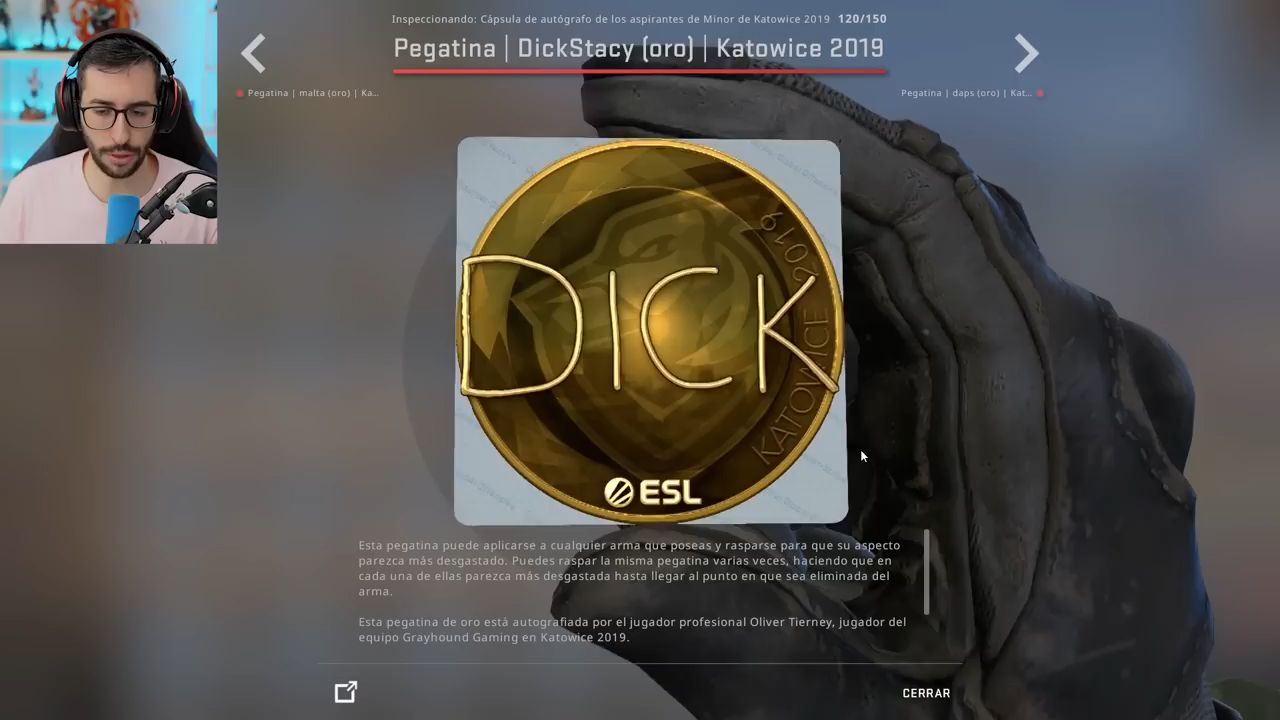 Inspeccionando: Cápsula de autógrafo de los aspirantes de Minor de Katowice 2019 120/150
Pegatina | DickStacy (oro) | Katowice 2019
Pegatina | malta (oro) | Ka...
Pegatina | daps (oro) | Kat...
2019
DICK
KATOWICE
ESL
Esta pegatina puede aplicarse a cualquier arma que poseas y rasparse para que su aspecto
parezca más desgastado. Puedes raspar la misma pegatina varias veces, haciendo que en
cada una de ellas parezca más desgastada hasta llegar al punto en que sea eliminada del
arma.
Esta pegatina de oro está autografiada por el jugador profesional Oliver Tierney, jugador del
equipo Grayhound Gaming en Katowice 2019.
CERRAR